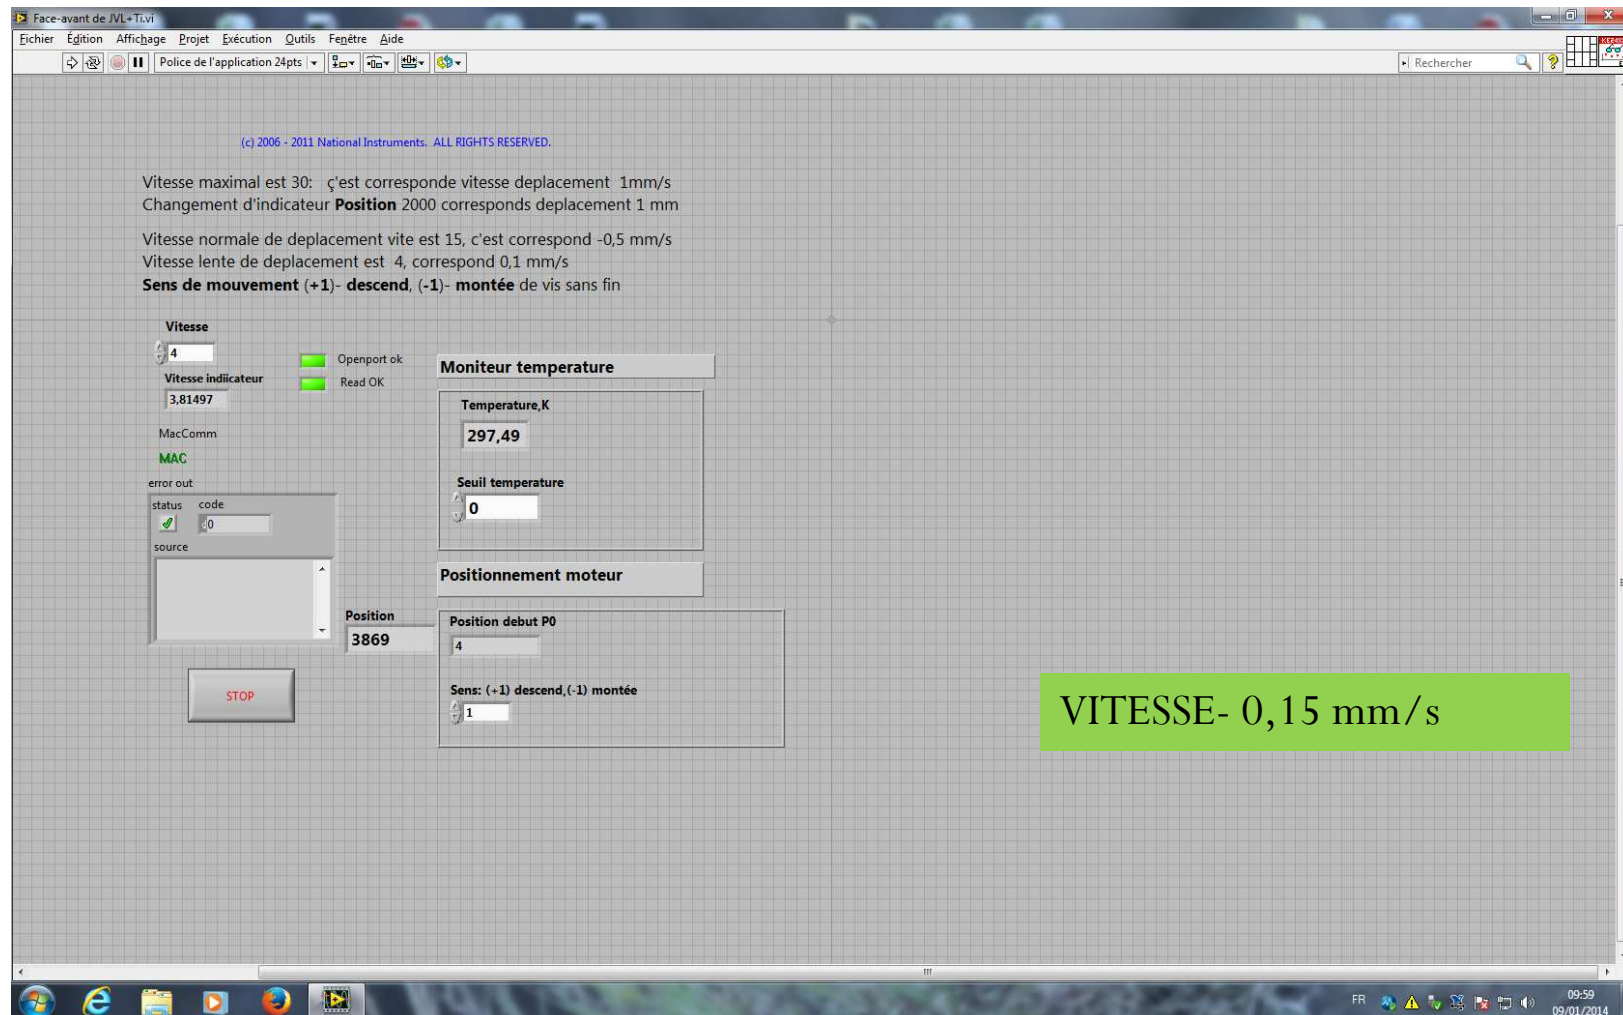 Face-avant de JVL+Ti.vi
Eichier Édition Affichage Projet Exécution Outils Fenêtre Aide
Police de l'application 24pts
Rechercher
(c) 2006 - 2011 National Instruments. ALL RIGHTS RESERVED.
Vitesse maximal est 30: ç'est corresponde vitesse deplacement 1mm/s
Changement d'indicateur Position 2000 corresponds deplacement 1 mm
Vitesse normale de deplacement vite est 15, c'est correspond -0,5 mm/s
Vitesse lente de deplacement est 4, correspond 0,1 mm/s
Sens de mouvement (+1)- descend, (-1)- montée de vis sans fin
Vitesse
4
Openport ok
Vitesse indiicateur
Read OK
3,81497
Moniteur temperature
Temperature,K
297,49
MacComm
MAC
Seuil temperature
0
error out
status code
0
source
Positionnement moteur
Position
3869
Position debut P0
4
Sens: (+1) descend,(-1) montée
1
STOP
VITESSE- 0,15 mm/s
FR
09:59
09/01/2014